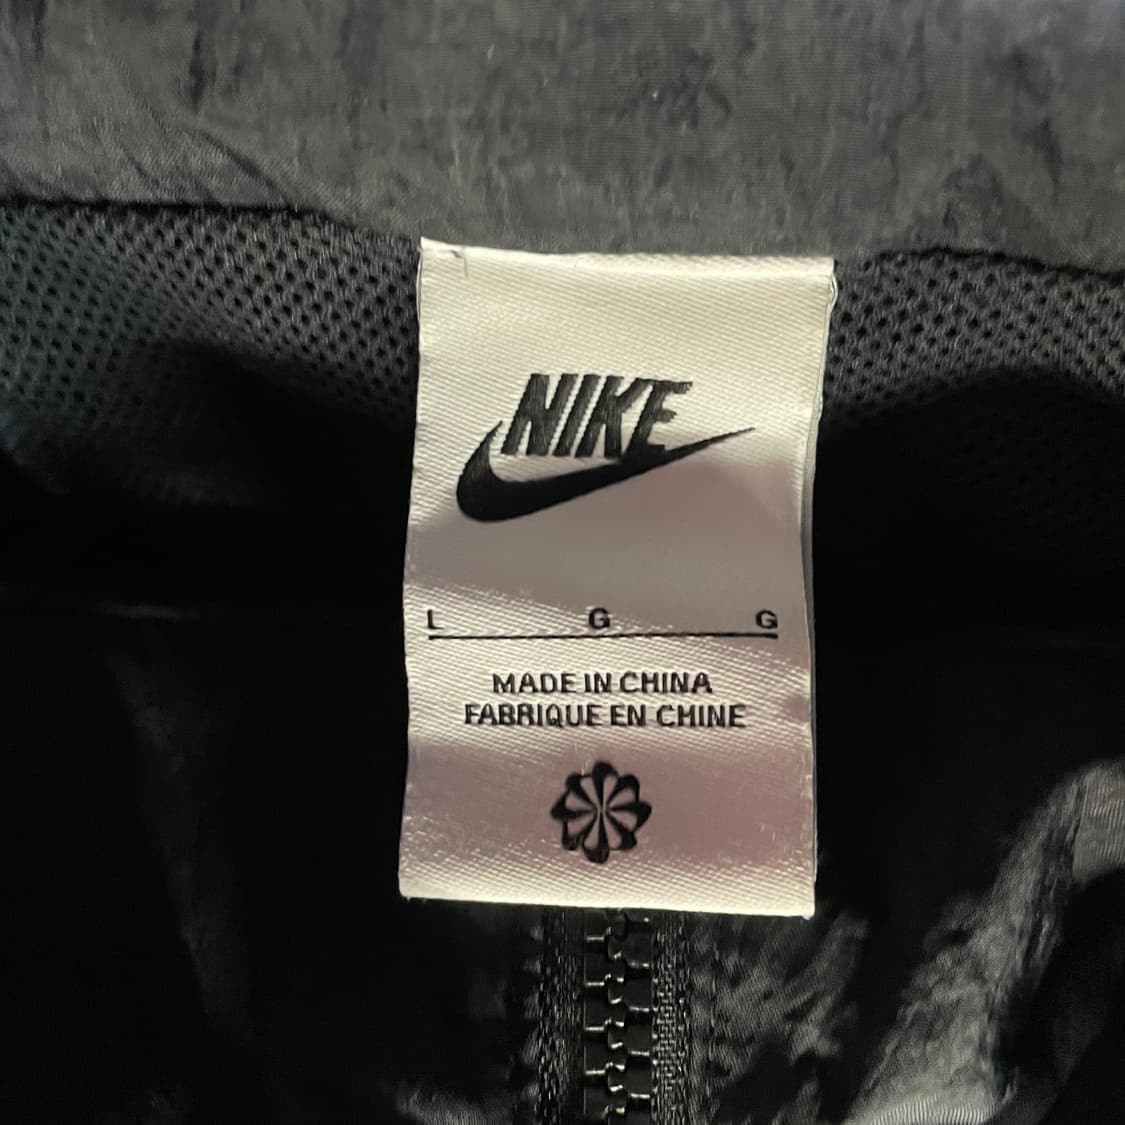 NIKE
L G G
MADE IN CHINA
FABRIQUE EN CHINE